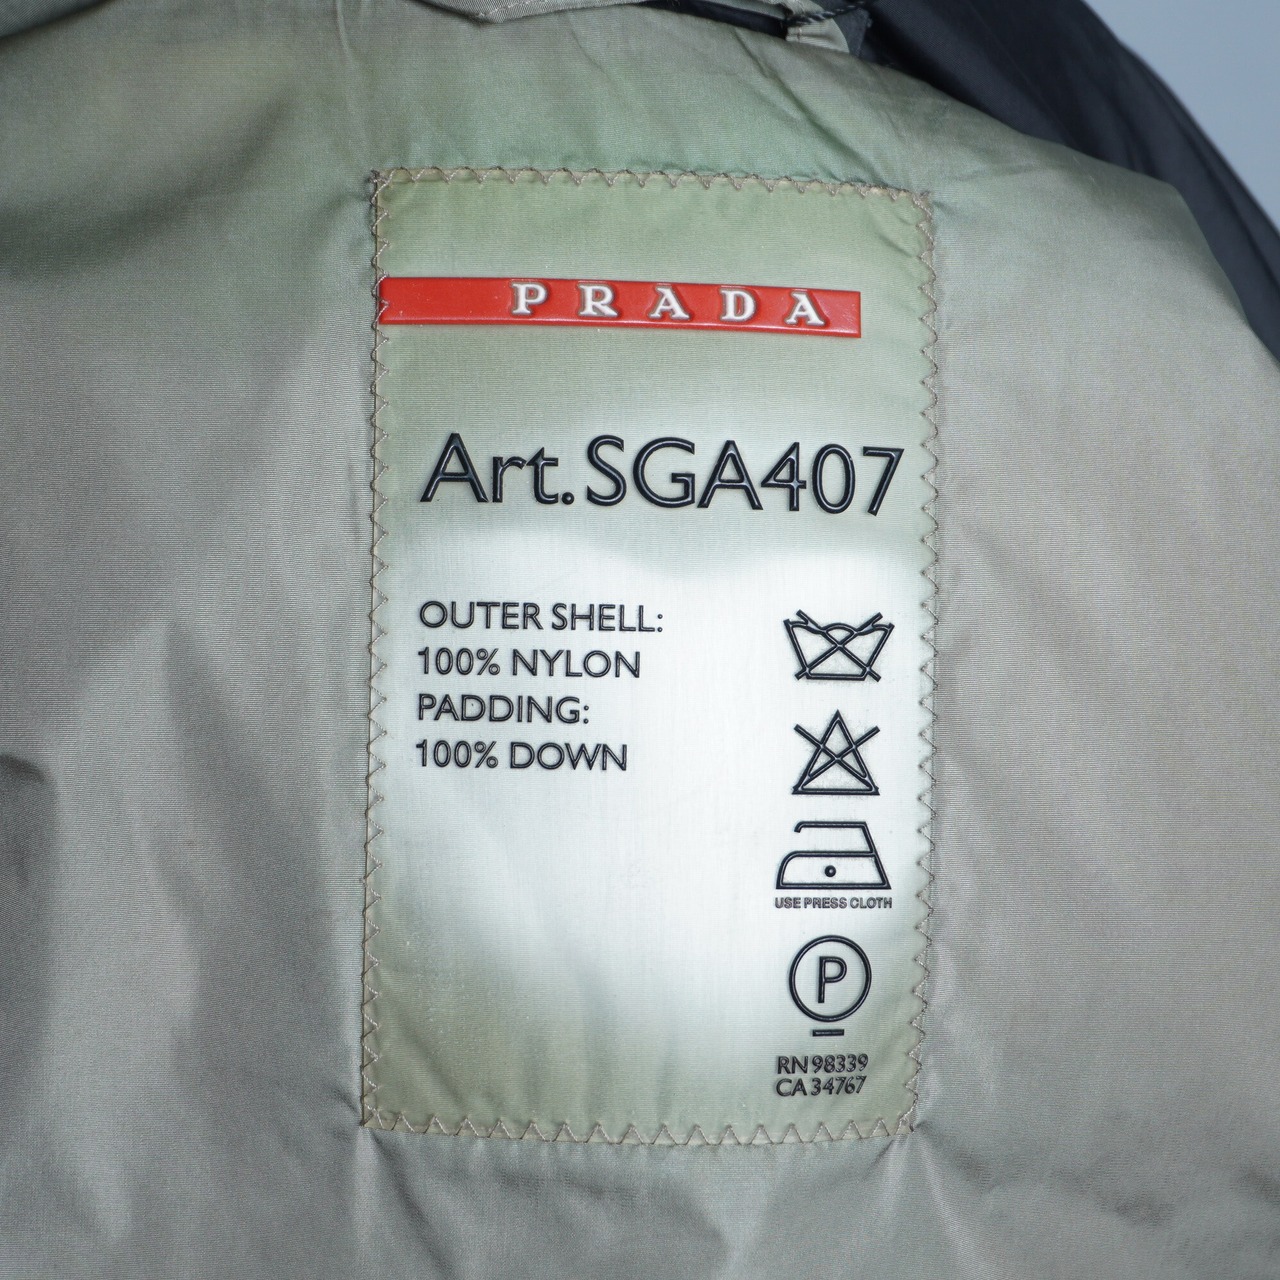 PRADA
Art. SGA407
OUTER SHELL:
100% NYLON
PADDING:
100% DOWN
USE PRESS CLOTH
P
RN 98339
CA 34767